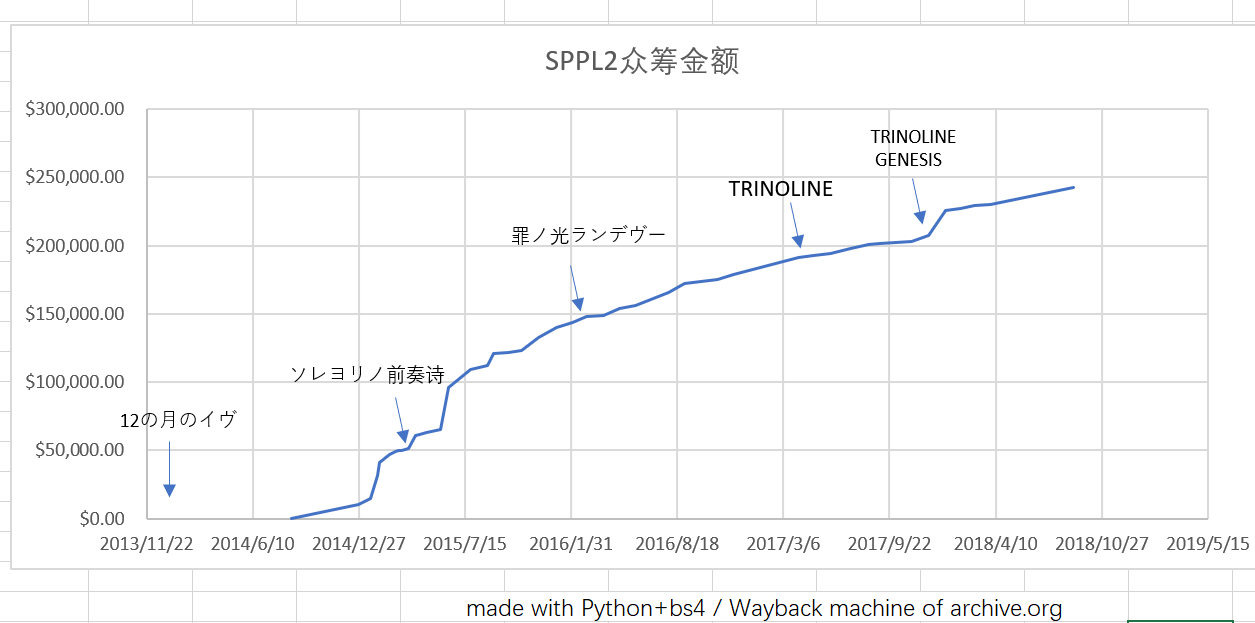 SPPL2众筹金额
$300,000.00
$250,000.00
$200,000.00
$150,000.00
$100,000.00
$50,000.00
$0.00
TRINOLINE
GENESIS
TRINOLINE
罪ノ光ランデヴー
ソレヨリノ前奏诗
12の月のイヴ
2013/11/22 2014/6/10 2014/12/27 2015/7/15 2016/1/31 2016/8/18 2017/3/6 2017/9/22 2018/4/10 2018/10/27 2019/5/15
made with Python+bs4 / Wayback machine of archive.org